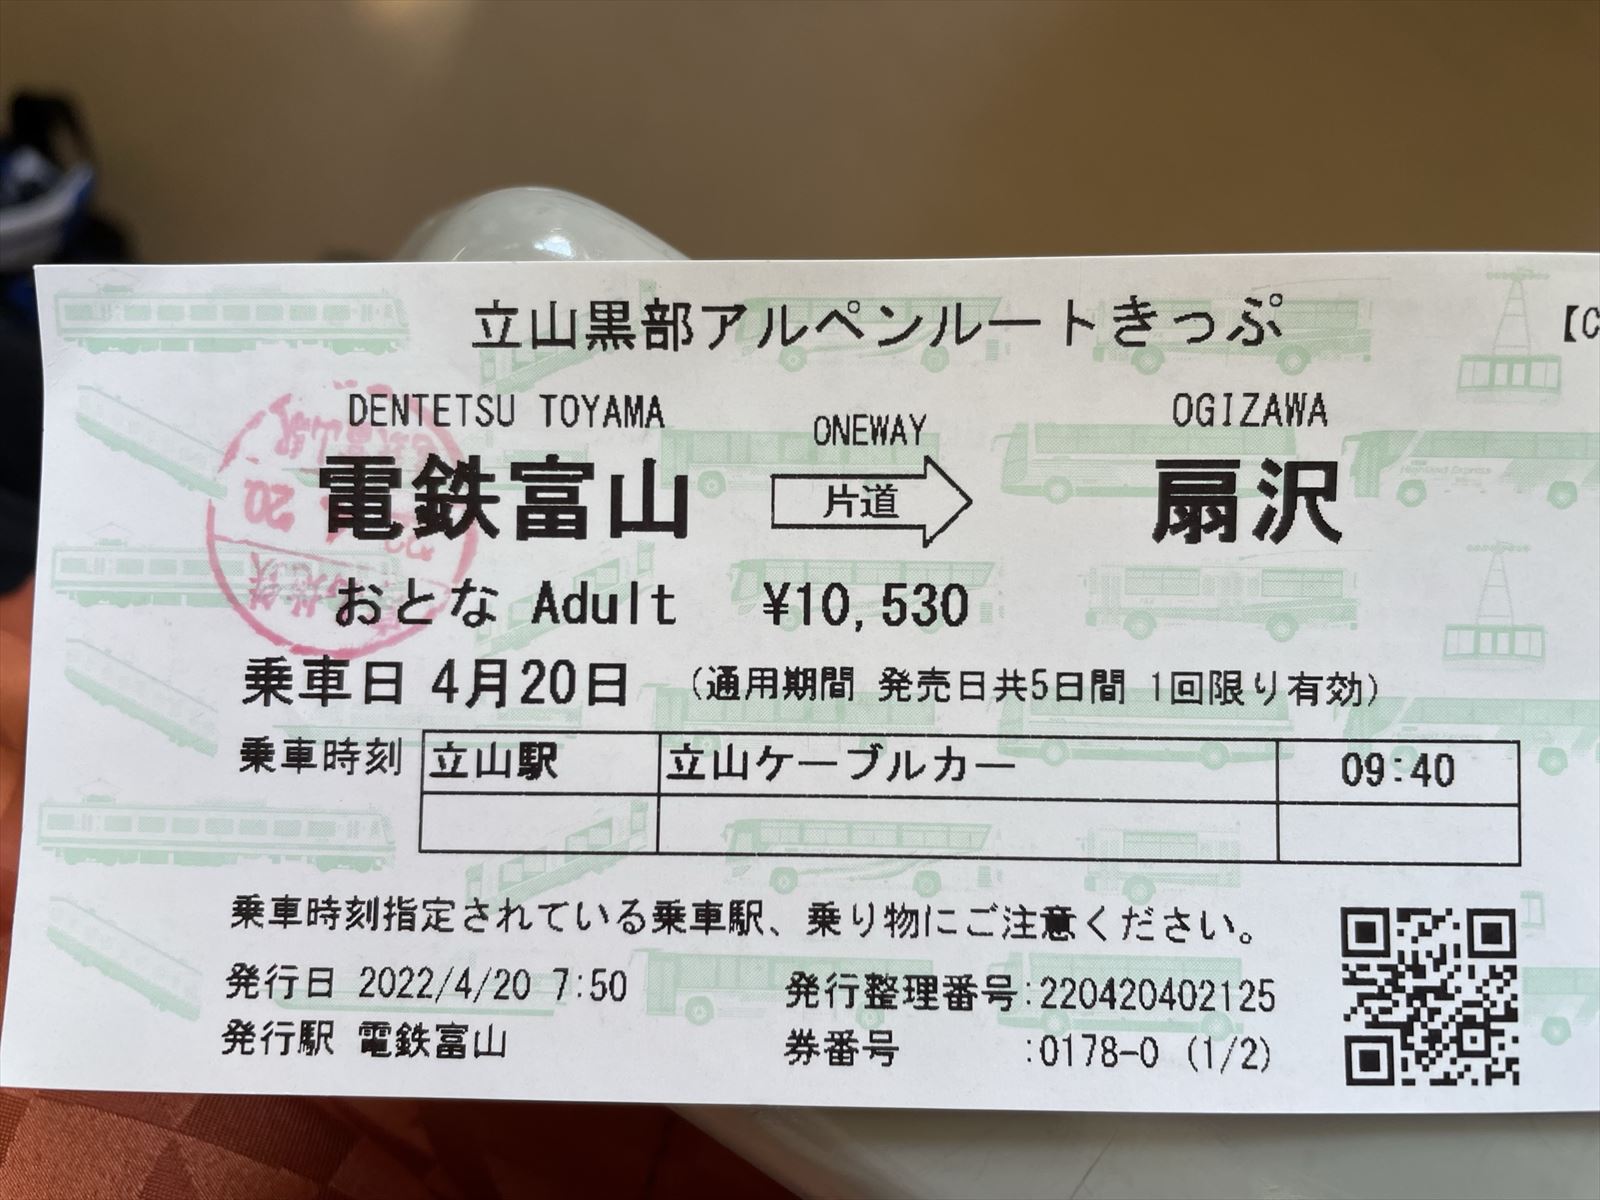 立山黒部アルペンルートきっぷ 【C
DENTETSU TOYAMA ONEWAY OGIZAWA
電鉄富山 片道 扇沢
おとな Adult ¥10,530
乗車日 4月20日 (通用期間 発売日共5日間 1回限り有効)
乗車時刻 立山駅 立山ケーブルカー 09:40
乗車時刻指定されている乗車駅、乗り物にご注意ください。
発行日 2022/4/20 7:50 発行整理番号:220420402125
発行駅 電鉄富山 券番号 :0178-0 (1/2)